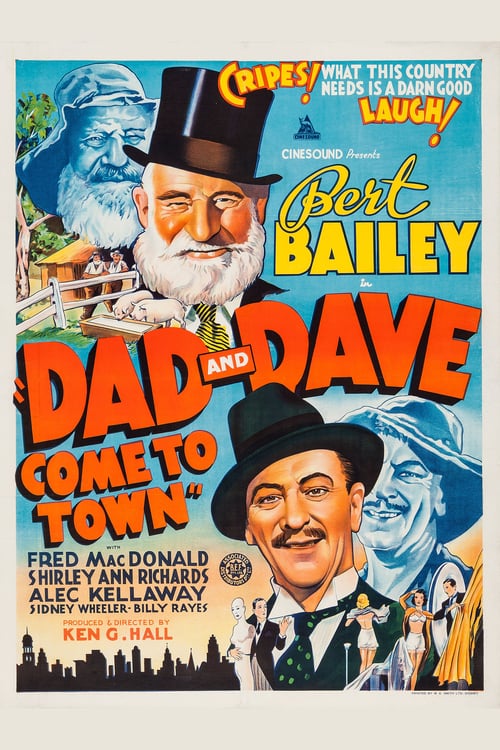 CRIPES! WHAT THIS COUNTRY
NEEDS IS A DARN GOOD
LAUGH!
CINESOUND
CINESOUND Presents
Bert
BAILEY
in
"DAD AND DAVE
COME TO
TOWN"
WITH
FRED MACDONALD
SHIRLEY ANN RICHARDS
ALEC KELLAWAY
SIDNEY WHEELER - BILLY RAYES
PRODUCED & DIRECTED BY
KEN G. HALL